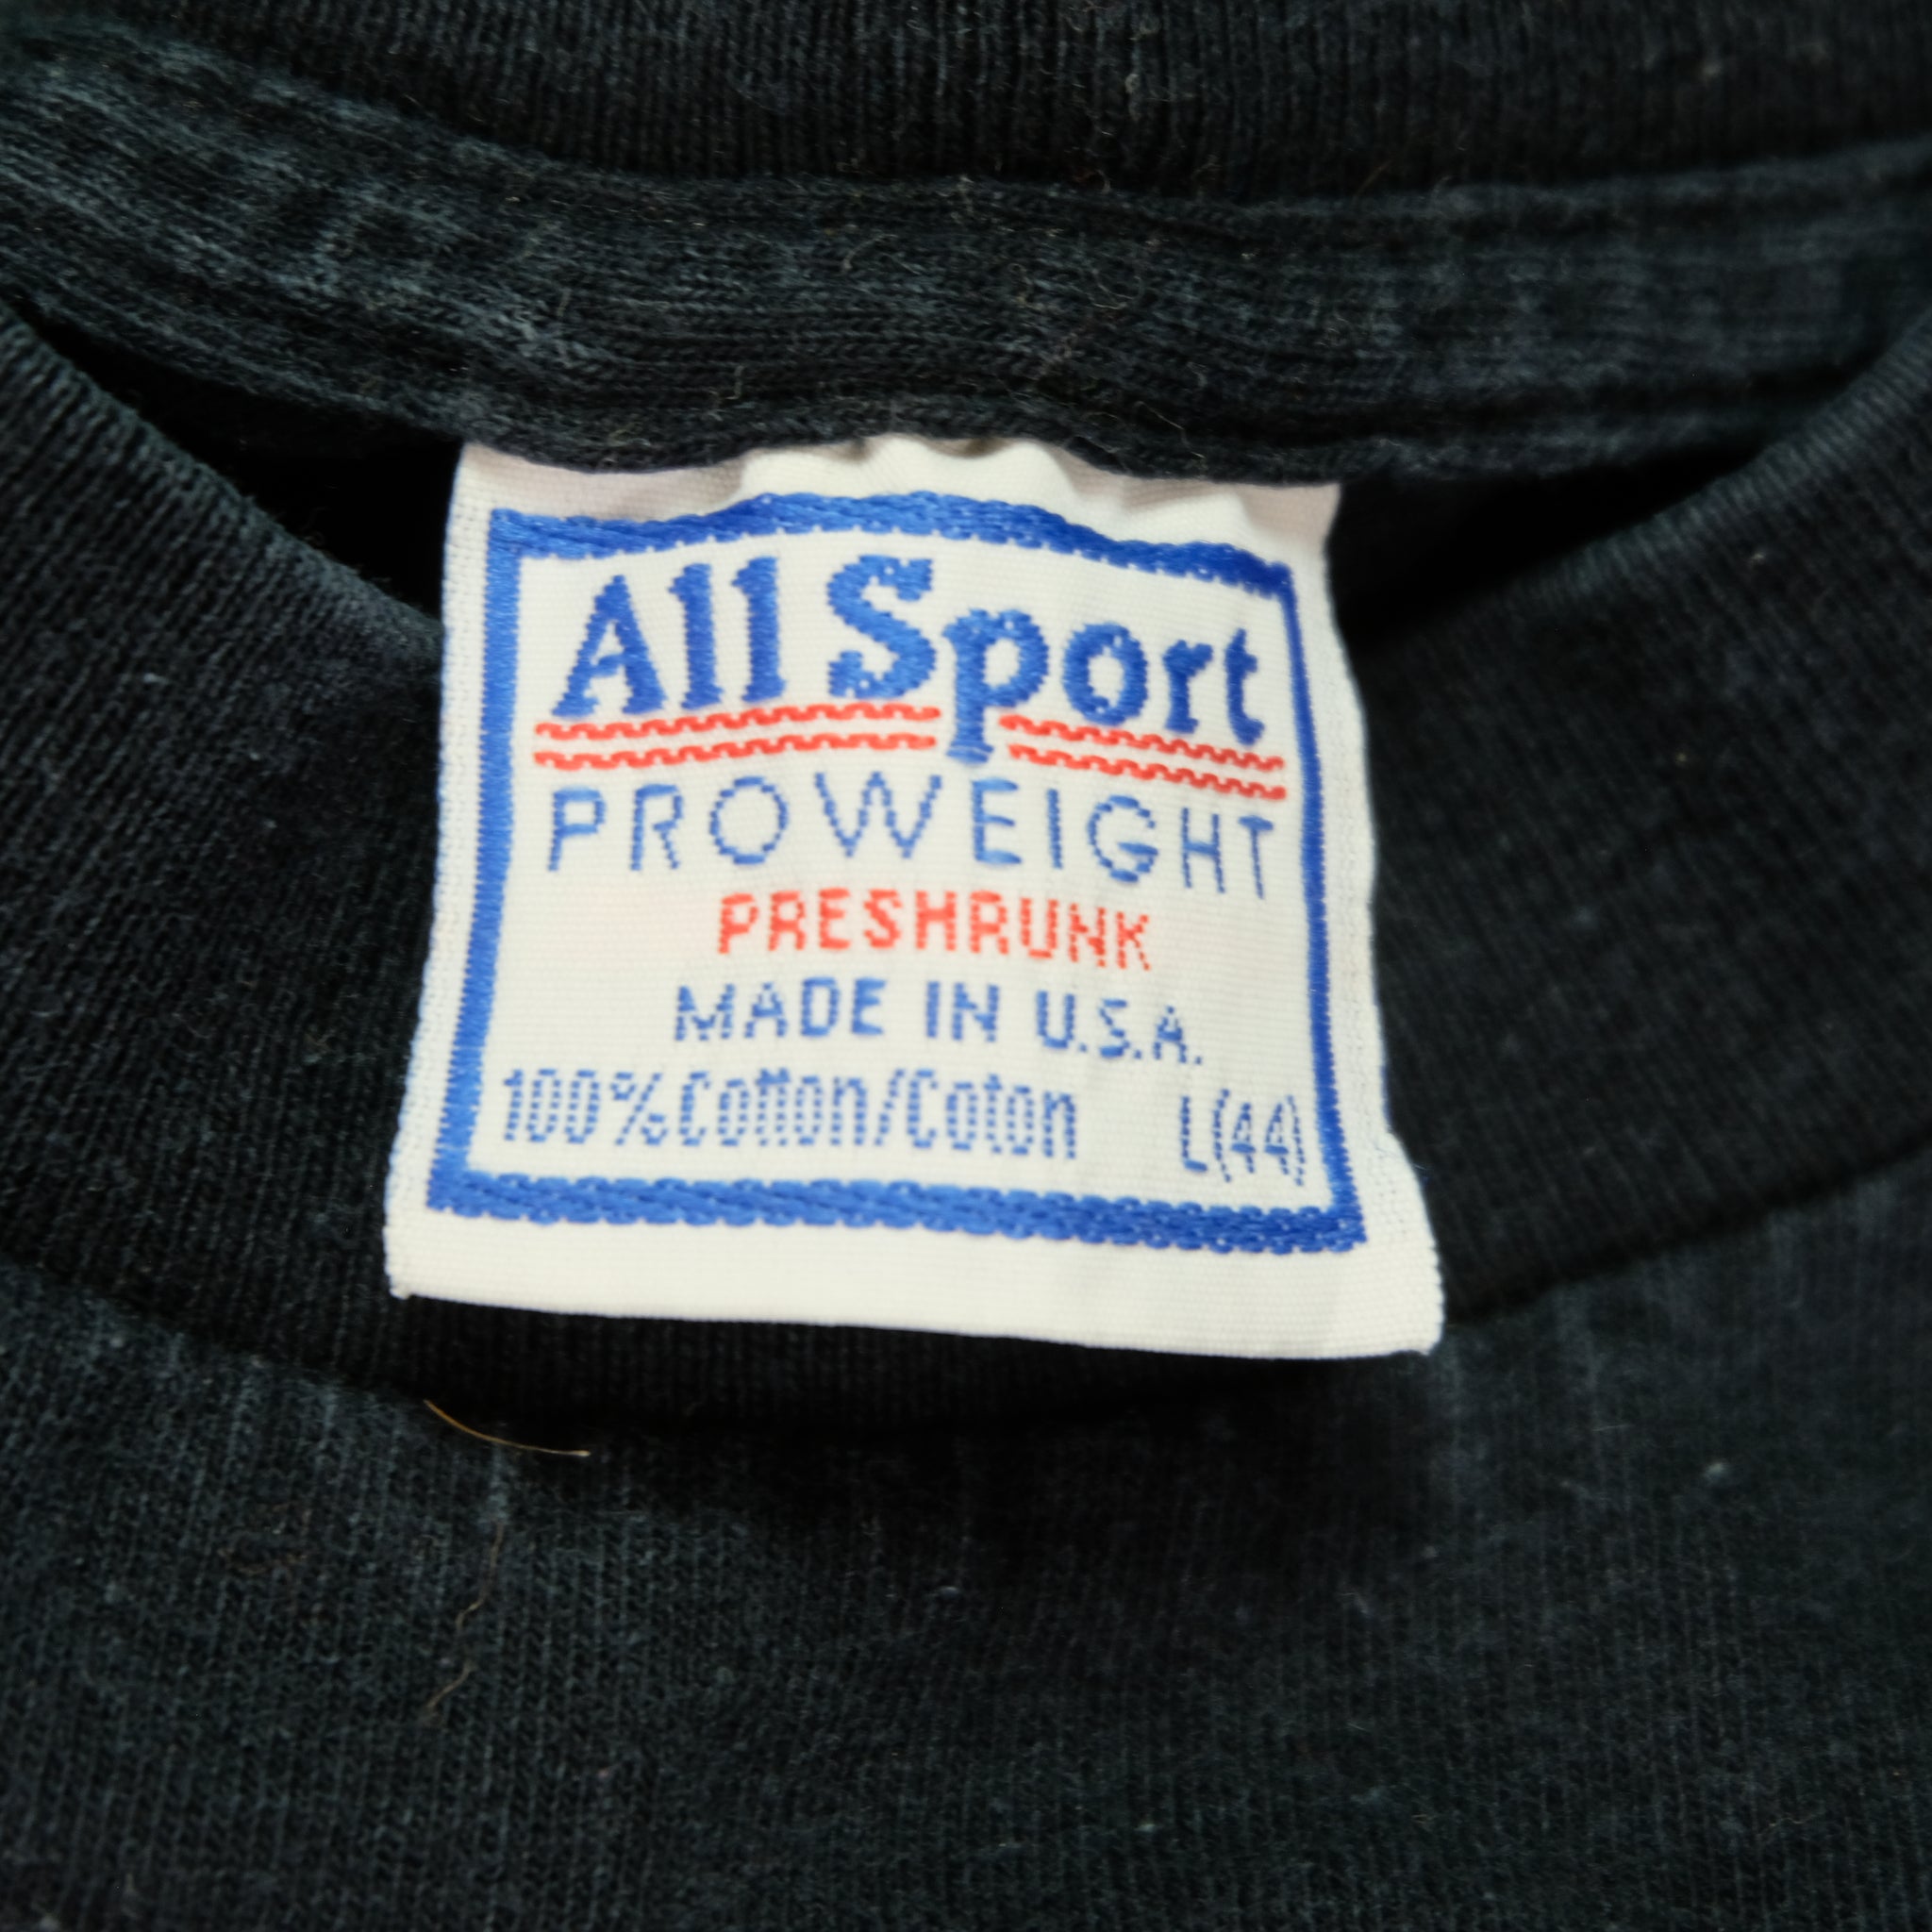 All Sport
PROWEIGHT
PRESHRUNK
MADE IN U.S.A.
100% Cotton/Coton L(44)